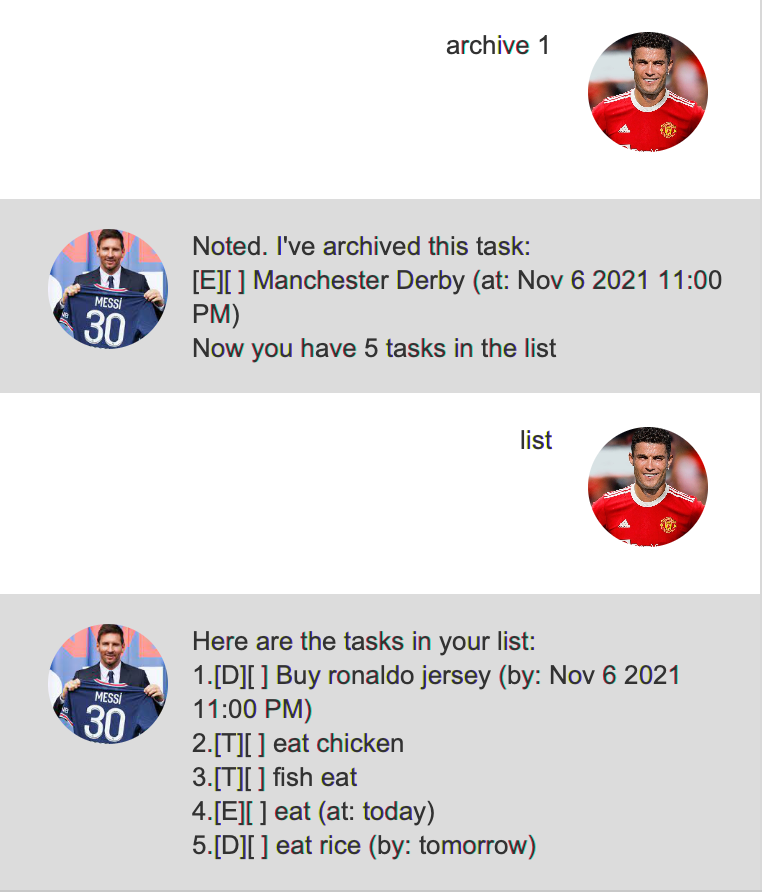 archive 1
Noted. I've archived this task:
[E][ ] Manchester Derby (at: Nov 6 2021 11:00
PM)
Now you have 5 tasks in the list
MESSI
30
list
Here are the tasks in your list:
1.[D][ ] Buy ronaldo jersey (by: Nov 6 2021
11:00 PM)
2.[T][ ] eat chicken
3.[T][ ] fish eat
4.[E][ ] eat (at: today)
5.[D][ ] eat rice (by: tomorrow)
MESSI
30